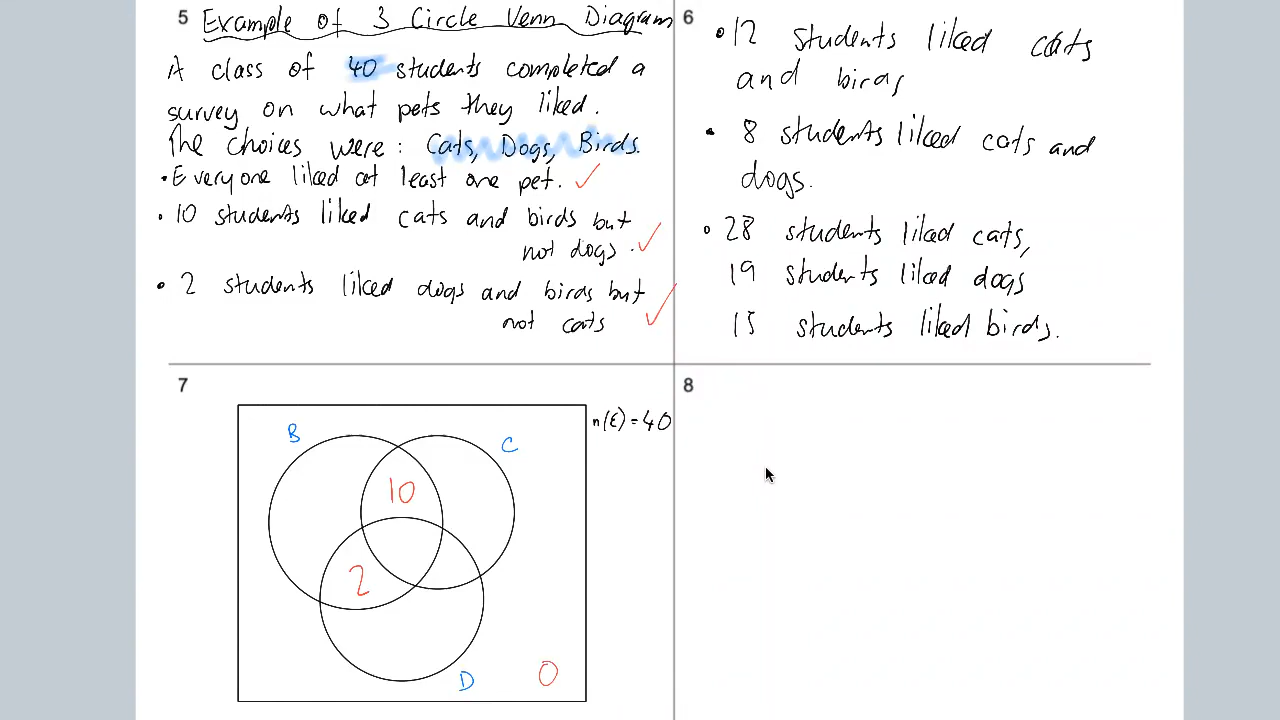 5 Example of 3 Circle Venn Diagram
A class of 40 students completed a
survey on what pets they liked.
The choices were : Cats, Dogs, Birds.
• Everyone liked at least one pet. ✓
• 10 students liked cats and birds but
not dogs. ✓
• 2 students liked dogs and birds but
not cats ✓
6
• 12 students liked cats
and birds
• 8 students liked cats and
dogs.
• 28 students liked cats,
19 students liked dogs
15 students liked birds.
7
n(ε) = 40
B
C
10
2
D
0
8